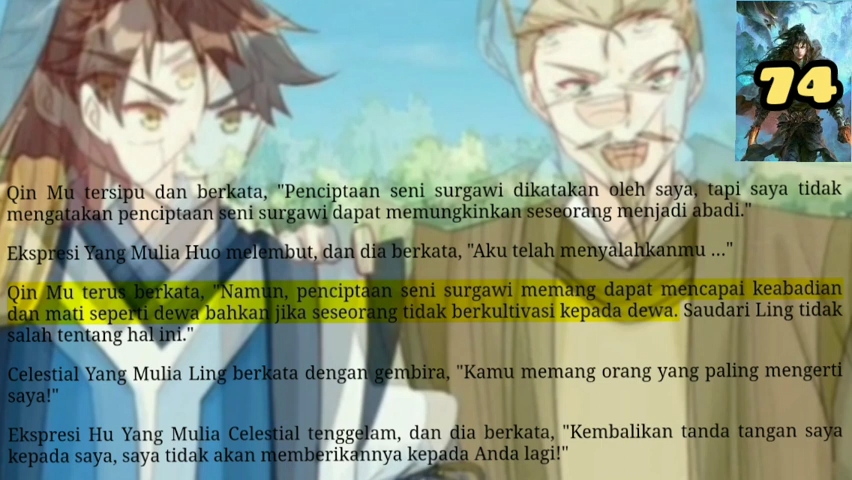 74
Qin Mu tersipu dan berkata, "Penciptaan seni surgawi dikatakan oleh saya, tapi saya tidak
mengatakan penciptaan seni surgawi dapat memungkinkan seseorang menjadi abadi."
Ekspresi Yang Mulia Huo melembut, dan dia berkata, "Aku telah menyalahkanmu ..."
Qin Mu terus berkata, "Namun, penciptaan seni surgawi memang dapat mencapai keabadian
dan mati seperti dewa bahkan jika seseorang tidak berkultivasi kepada dewa. Saudari Ling tidak
salah tentang hal ini."
Celestial Yang Mulia Ling berkata dengan gembira, "Kamu memang orang yang paling mengerti
saya!"
Ekspresi Hu Yang Mulia Celestial tenggelam, dan dia berkata, "Kembalikan tanda tangan saya
kepada saya, saya tidak akan memberikannya kepada Anda lagi!"